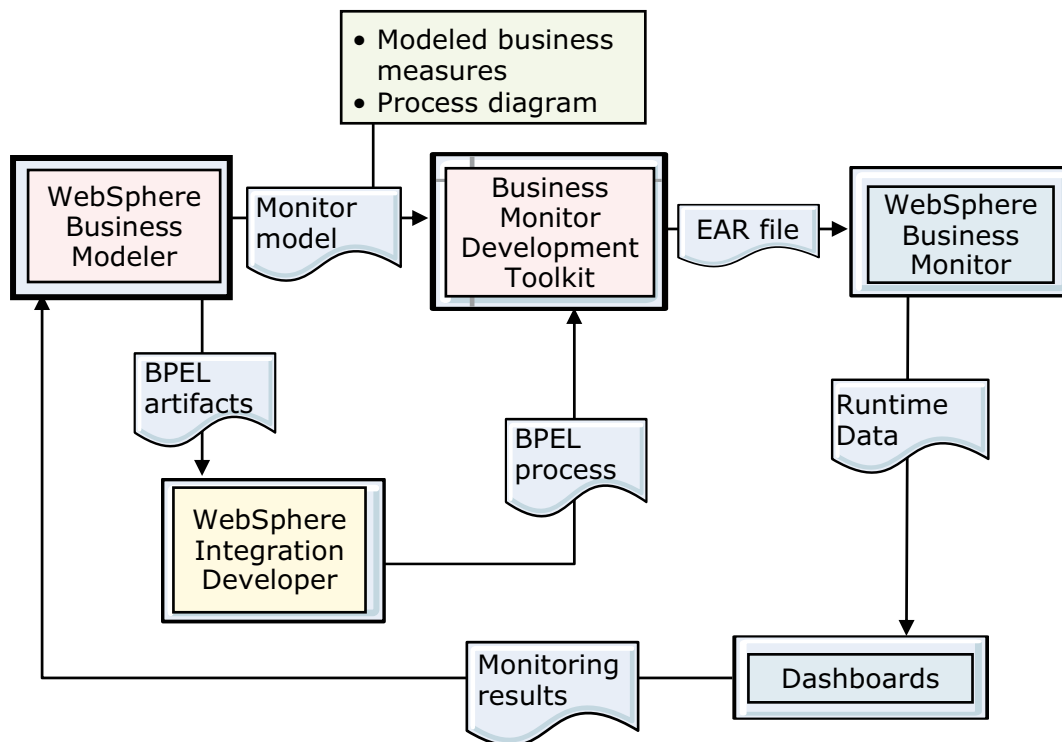 • Modeled business
measures
• Process diagram
WebSphere
Business
Modeler
Monitor
model
Business
Monitor
Development
Toolkit
EAR file
WebSphere
Business
Monitor
BPEL
artifacts
BPEL
process
Runtime
Data
WebSphere
Integration
Developer
Monitoring
results
Dashboards